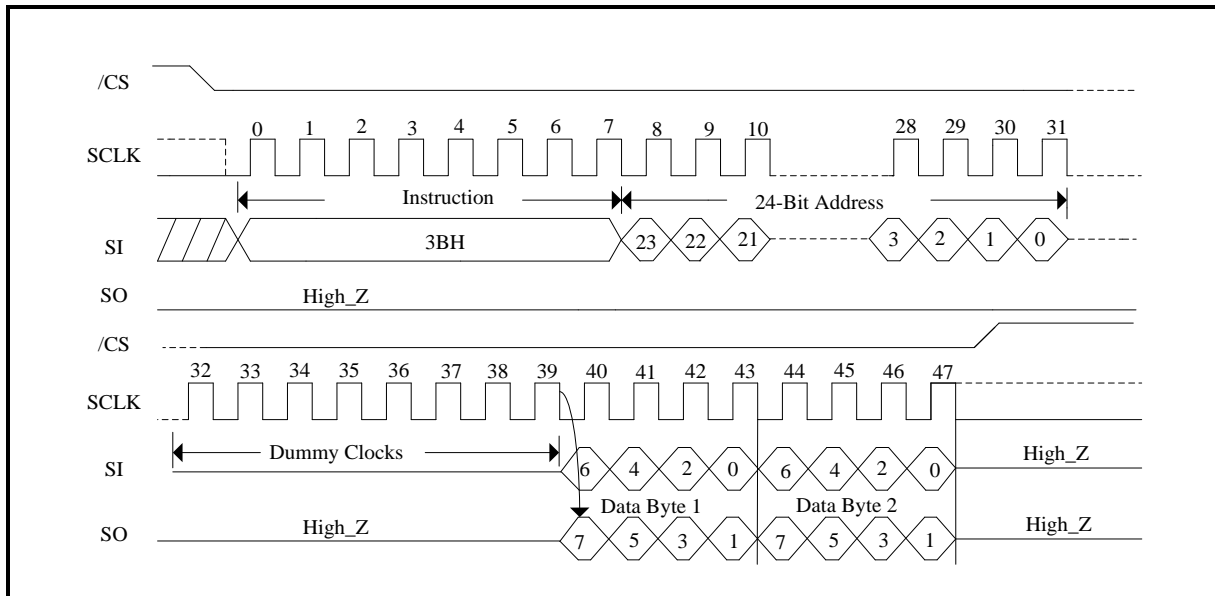 /CS
0 1 2 3 4 5 6 7 8 9 10 28 29 30 31
SCLK
Instruction 24-Bit Address
SI 3BH 23 22 21 3 2 1 0
SO High_Z
/CS
32 33 34 35 36 37 38 39 40 41 42 43 44 45 46 47
SCLK
Dummy Clocks
SI 6 4 2 0 6 4 2 0 High_Z
Data Byte 1 Data Byte 2
SO High_Z 7 5 3 1 7 5 3 1 High_Z